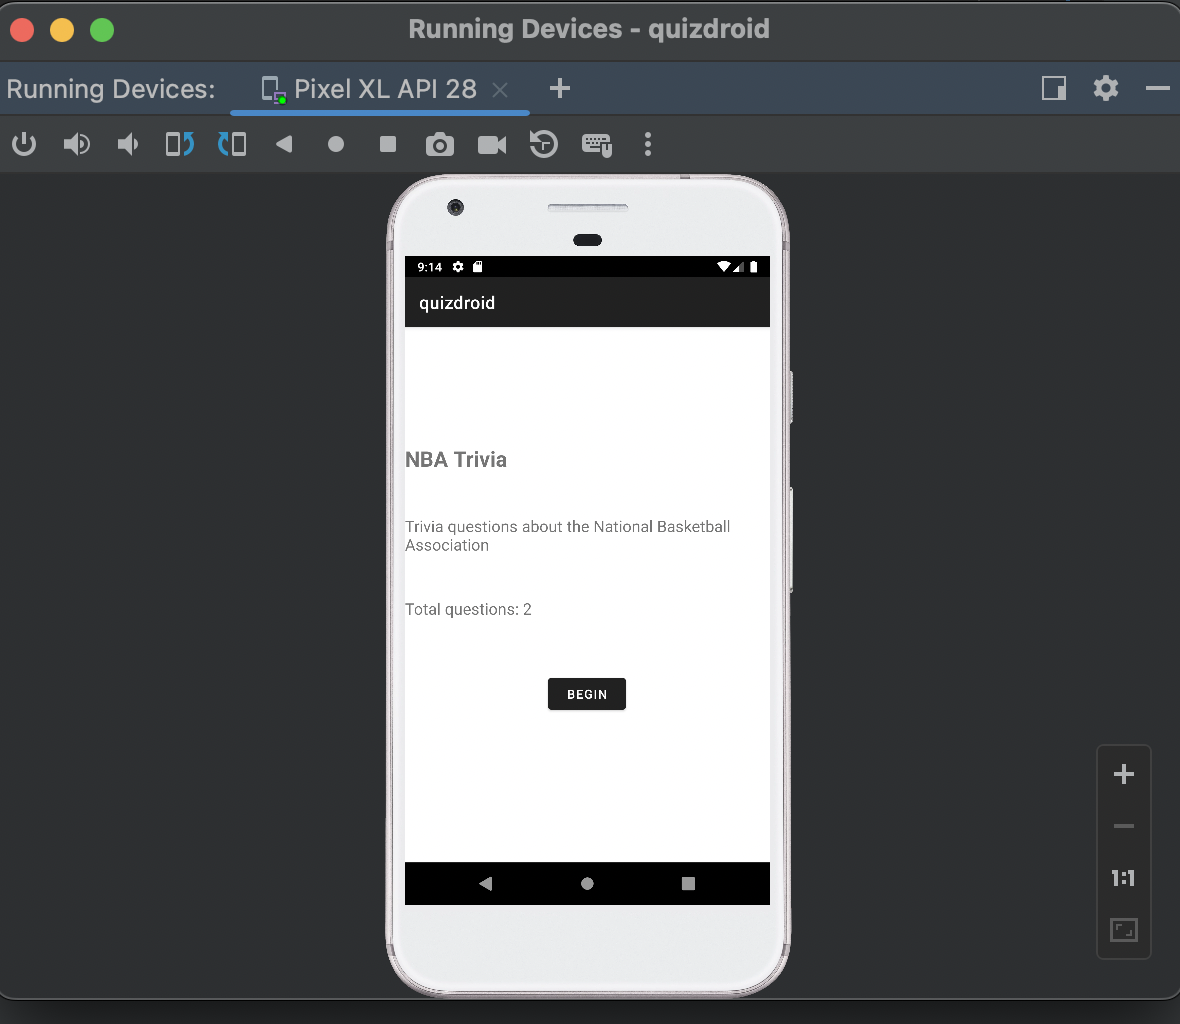 Running Devices - quizdroid
Running Devices:
Pixel XL API 28
9:14
quizdroid
NBA Trivia
Trivia questions about the National Basketball
Association
Total questions: 2
BEGIN
1:1